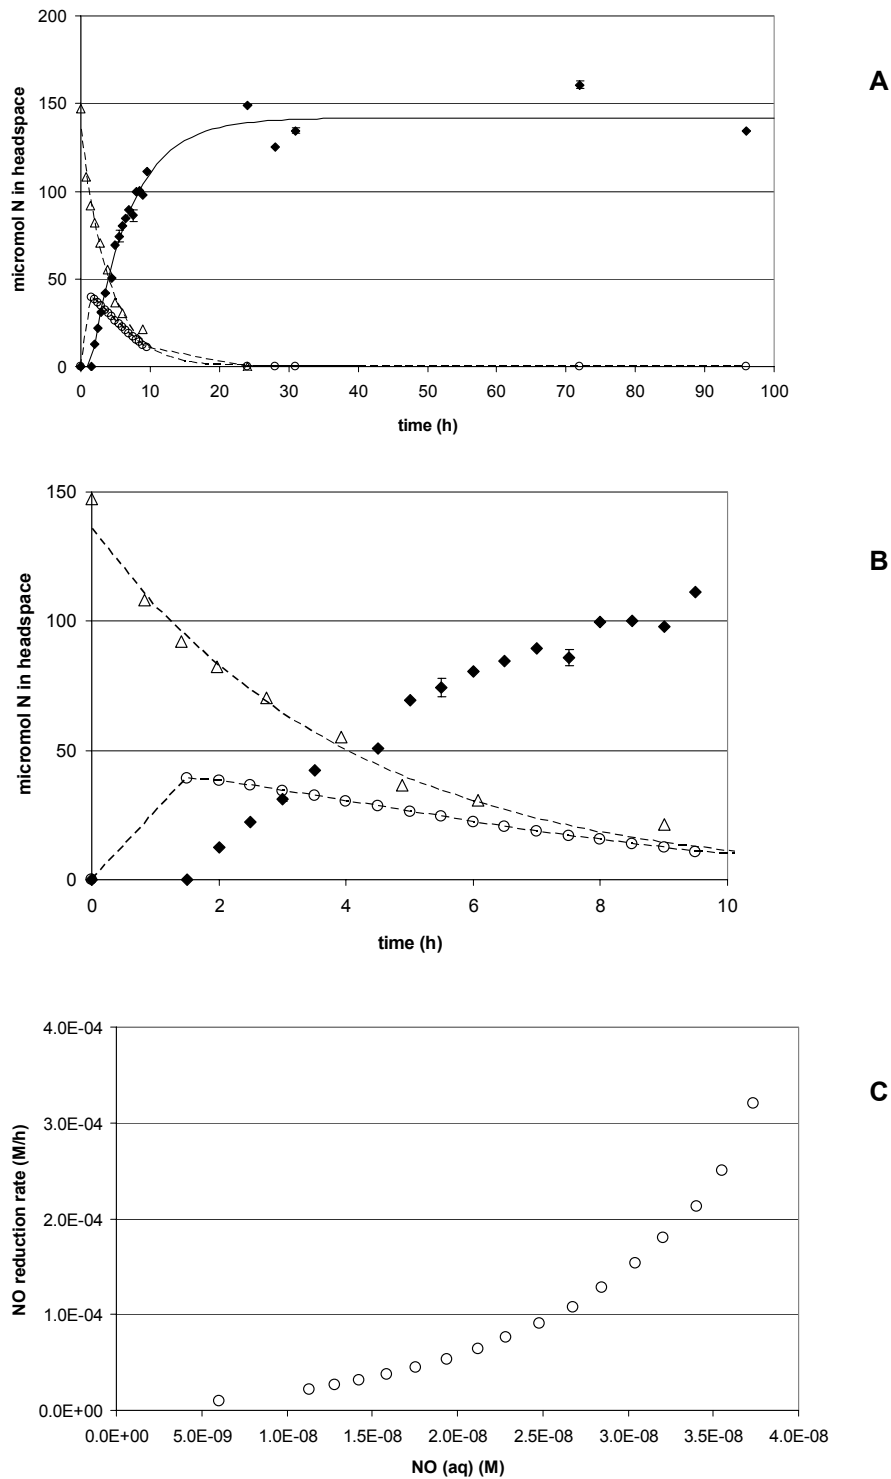 200
150
100
50
0
0 10 20 30 40 50 60 70 80 90 100
micromol N in headspace
time (h)
A
150
100
50
0
0 2 4 6 8 10
micromol N in headspace
time (h)
B
4.0E-04
3.0E-04
2.0E-04
1.0E-04
0.0E+00
0.0E+00 5.0E-09 1.0E-08 1.5E-08 2.0E-08 2.5E-08 3.0E-08 3.5E-08 4.0E-08
NO reduction rate (M/h)
NO (aq) (M)
C